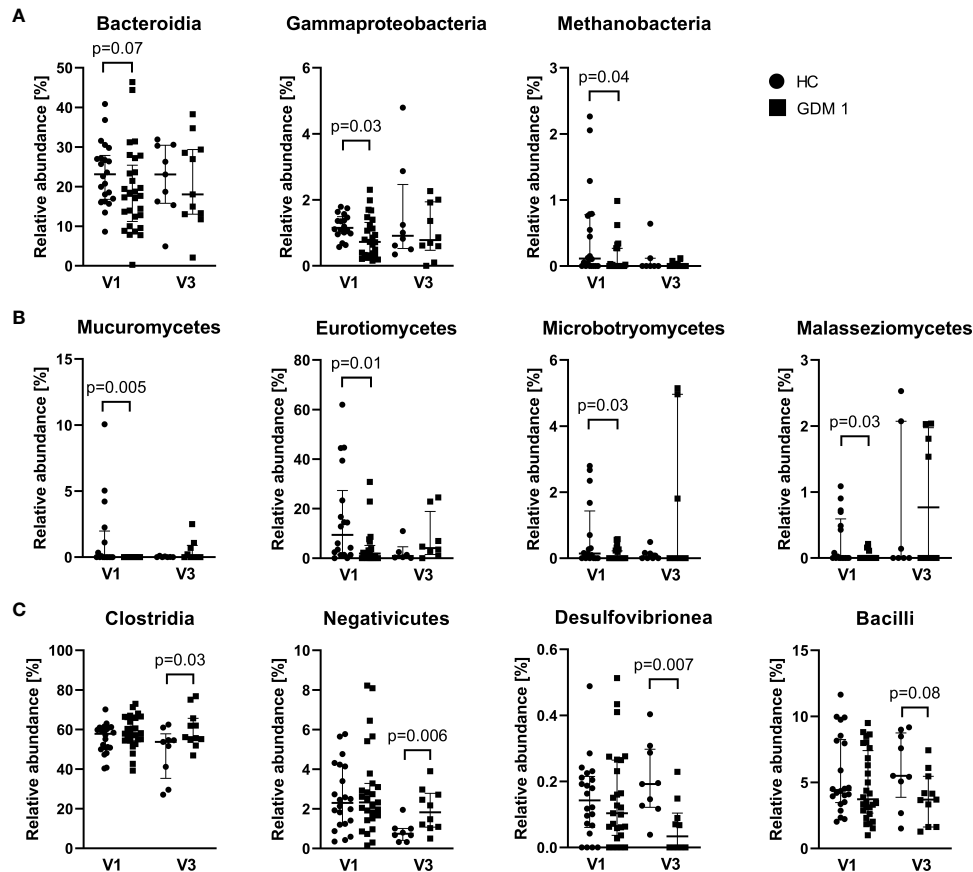 A
Bacteroidia
Gammaproteobacteria
Methanobacteria
Relative abundance [%]
50
40
30
20
10
0
p=0.07
V1 V3
Relative abundance [%]
6
4
2
0
p=0.03
V1 V3
Relative abundance [%]
3
2
1
0
p=0.04
V1 V3
HC
GDM 1
B
Mucuromycetes
Eurotiomycetes
Microbotryomycetes
Malasseziomycetes
Relative abundance [%]
15
10
5
0
p=0.005
V1 V3
Relative abundance [%]
80
60
40
20
0
p=0.01
V1 V3
Relative abundance [%]
6
4
2
0
p=0.03
V1 V3
Relative abundance [%]
3
2
1
0
p=0.03
V1 V3
C
Clostridia
Negativicutes
Desulfovibrionea
Bacilli
Relative abundance [%]
100
80
60
40
20
0
p=0.03
V1 V3
Relative abundance [%]
10
8
6
4
2
0
p=0.006
V1 V3
Relative abundance [%]
0.6
0.4
0.2
0.0
p=0.007
V1 V3
Relative abundance [%]
15
10
5
0
p=0.08
V1 V3